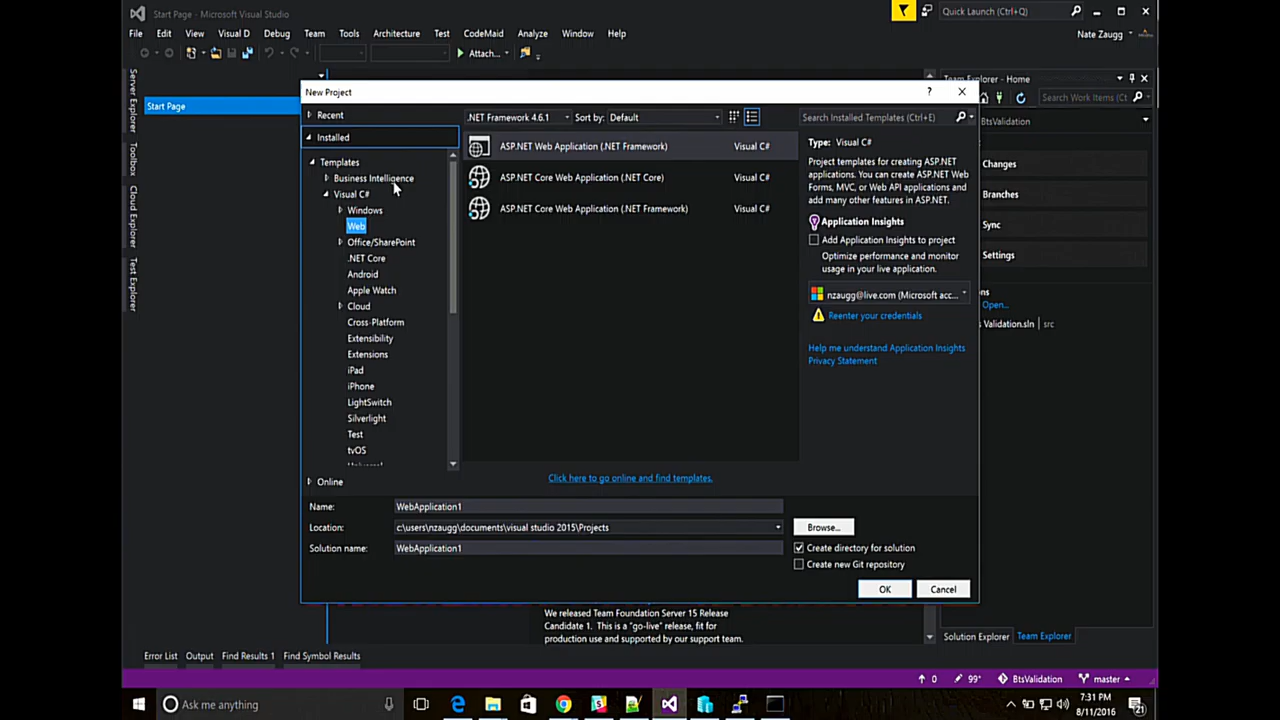 Start Page - Microsoft Visual Studio
Quick Launch (Ctrl+Q)
File Edit View Visual D Debug Team Tools Architecture Test CodeMaid Analyze Window Help
Nate Zaugg
Attach...
Server Explorer
Toolbox
Cloud Explorer
Test Explorer
Start Page
Team Explorer - Home
Search Work Items (Ct
BtsValidation
Changes
Branches
Sync
Settings
ons
Open...
s Validation.sln | src
New Project
Recent
.NET Framework 4.6.1
Sort by: Default
Search Installed Templates (Ctrl+E)
Installed
Templates
Business Intelligence
Visual C#
Windows
Web
Office/SharePoint
.NET Core
Android
Apple Watch
Cloud
Cross-Platform
Extensibility
Extensions
iPad
iPhone
LightSwitch
Silverlight
Test
tvOS
Universal
Online
ASP.NET Web Application (.NET Framework) Visual C#
ASP.NET Core Web Application (.NET Core) Visual C#
ASP.NET Core Web Application (.NET Framework) Visual C#
Click here to go online and find templates.
Type: Visual C#
Project templates for creating ASP.NET
applications. You can create ASP.NET Web
Forms, MVC, or Web API applications and
add many other features in ASP.NET.
Application Insights
Add Application Insights to project
Optimize performance and monitor
usage in your live application.
nzaugg@live.com (Microsoft acc...
Reenter your credentials
Help me understand Application Insights
Privacy Statement
Name: WebApplication1
Location: c:\users\nzaugg\documents\visual studio 2015\Projects
Browse...
Solution name: WebApplication1
Create directory for solution
Create new Git repository
OK Cancel
We released Team Foundation Server 15 Release
Candidate 1. This is a "go-live" release, fit for
production use and supported by our support team.
Solution Explorer Team Explorer
Error List Output Find Results 1 Find Symbol Results
0 99+ BtsValidation master
Ask me anything
7:31 PM
8/11/2016
21